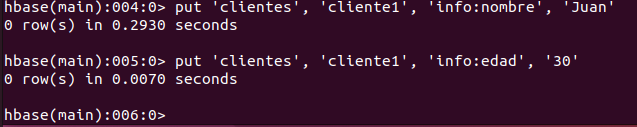 hbase(main):004:0> put 'clientes', 'cliente1', 'info:nombre', 'Juan'
0 row(s) in 0.2930 seconds
hbase(main):005:0> put 'clientes', 'cliente1', 'info:edad', '30'
0 row(s) in 0.0070 seconds
hbase(main):006:0>